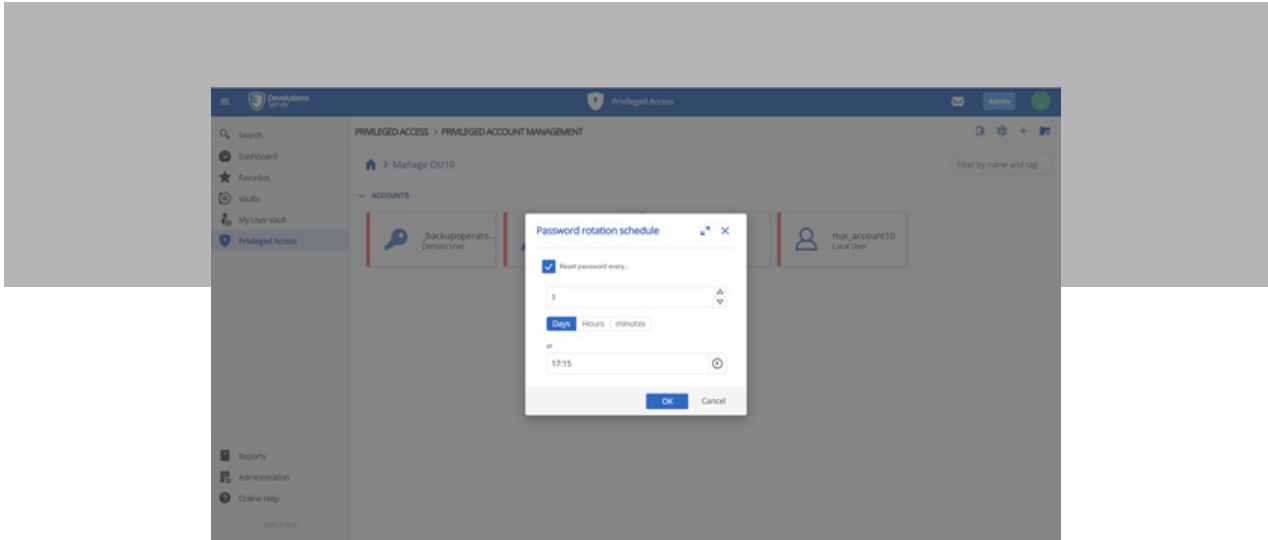 Devolutions
Server
Privileged Access
Admin
Search
Dashboard
Favorites
Vaults
My User Vault
Privileged Access
Reports
Administration
Online Help
PRIVILEGED ACCESS > PRIVILEGED ACCOUNT MANAGEMENT
> Manage OU10
Filter by name and tag
ACCOUNTS
_backupoperato...
Domain User
nux_account10
Local User
Password rotation schedule
Reset password every...
1
Days Hours minutes
at
17:15
OK Cancel